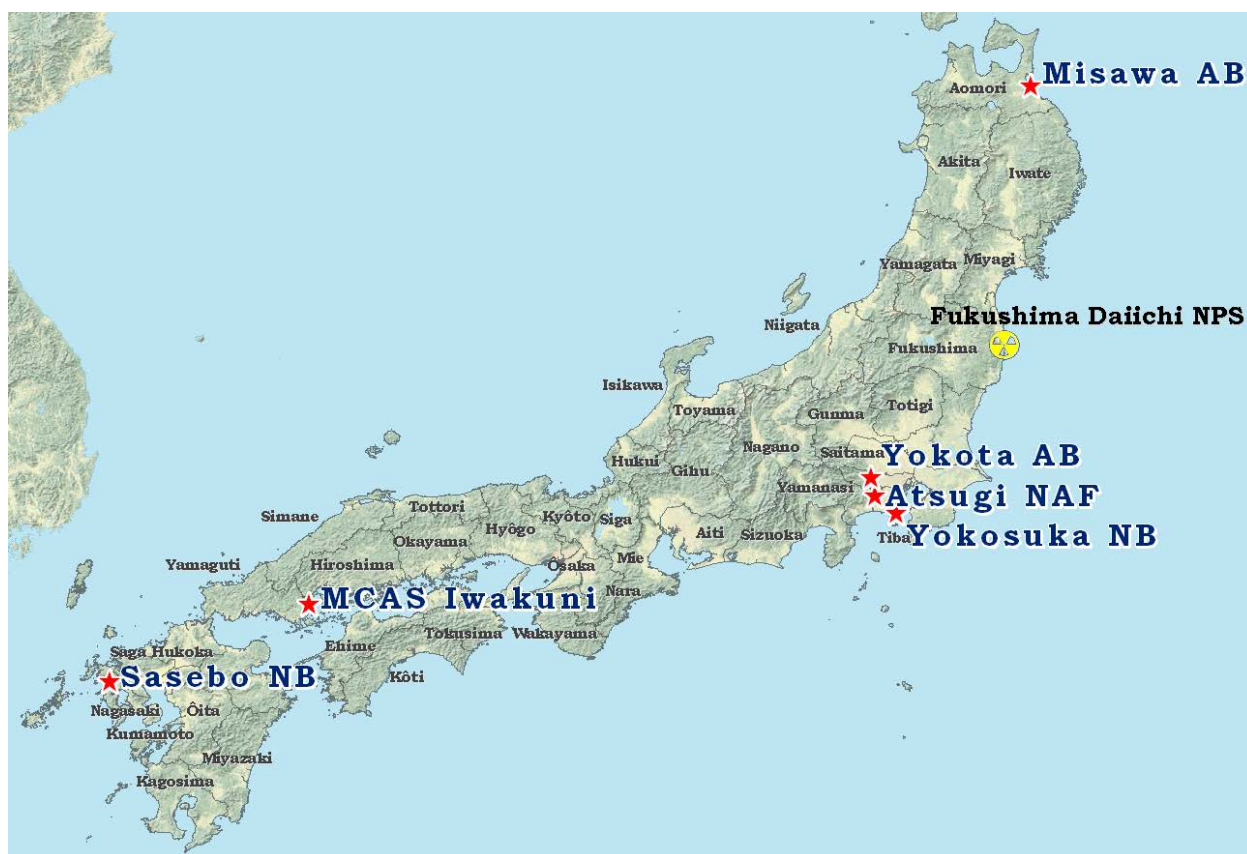 Misawa AB
Aomori
Akita
Iwate
Yamagata
Miyagi
Fukushima Daiichi NPS
Niigata
Fukushima
Isikawa
Toyama
Gunma
Totigi
Nagano
Saitama
Yokota AB
Hukui
Gihu
Yamanasi
Atsugi NAF
Tottori
Kyôto
Siga
Simane
Hyôgo
Aiti
Sizuoka
Tiba
Yokosuka NB
Okayama
Mie
Yamaguti
Hiroshima
Ôsaka
Nara
MCAS Iwakuni
Tokusima
Wakayama
Ehime
Saga
Hukoka
Kôti
Sasebo NB
Nagasaki
Ôita
Kumamoto
Miyazaki
Kagosima